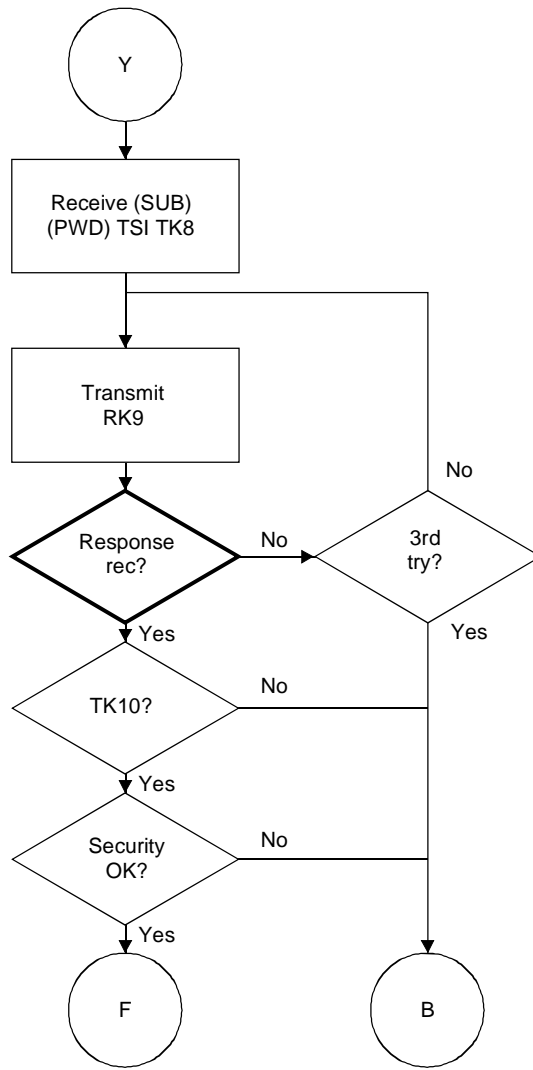 Y
Receive (SUB)
(PWD) TSI TK8
Transmit
RK9
No
Response
rec?
No
3rd
try?
Yes
Yes
TK10?
No
Yes
Security
OK?
No
Yes
F
B